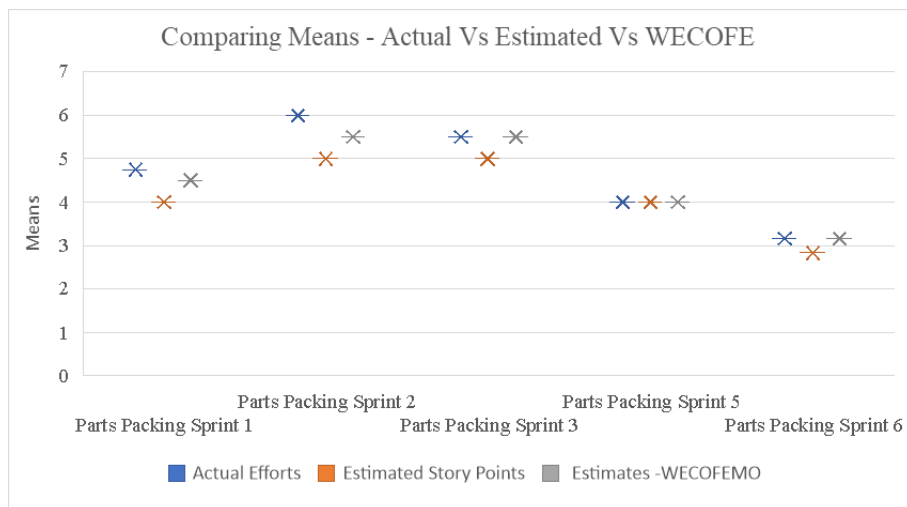 Comparing Means - Actual Vs Estimated Vs WECOFE
7
6
5
4
3
2
1
0
Means
Parts Packing Sprint 2 Parts Packing Sprint 5
Parts Packing Sprint 1 Parts Packing Sprint 3 Parts Packing Sprint 6
Actual Efforts Estimated Story Points Estimates -WECOFEMO